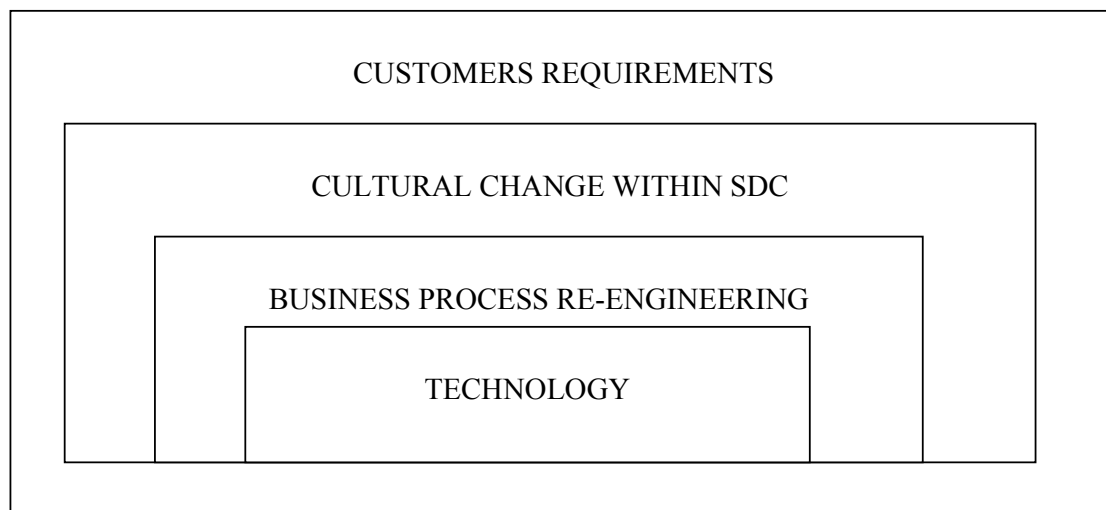 CUSTOMERS REQUIREMENTS
CULTURAL CHANGE WITHIN SDC
BUSINESS PROCESS RE-ENGINEERING
TECHNOLOGY